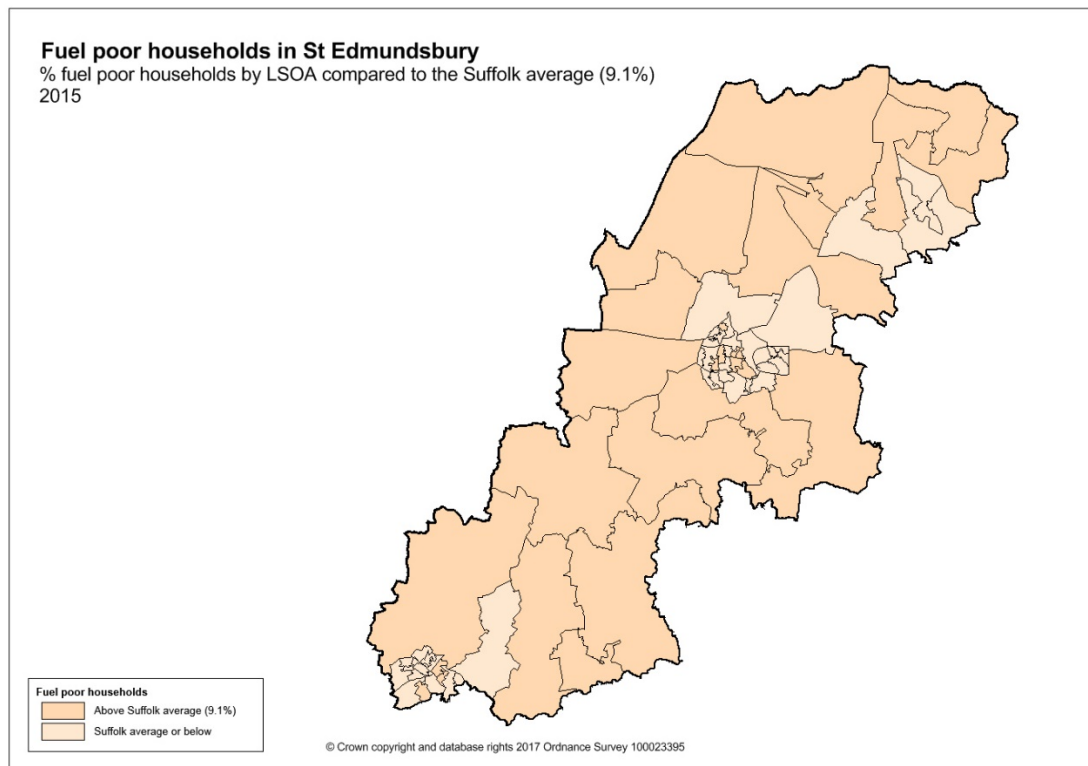 Fuel poor households in St Edmundsbury
% fuel poor households by LSOA compared to the Suffolk average (9.1%)
2015
Fuel poor households
Above Suffolk average (9.1%)
Suffolk average or below
© Crown copyright and database rights 2017 Ordnance Survey 100023395